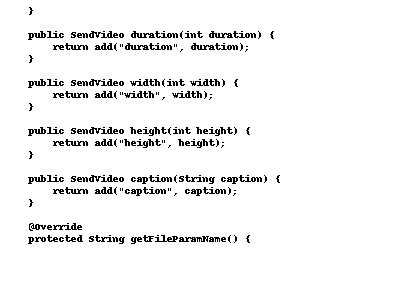 }
public SendVideo duration(int duration) {
return add("duration", duration);
}
public SendVideo width(int width) {
return add("width", width);
}
public SendVideo height(int height) {
return add("height", height);
}
public SendVideo caption(String caption) {
return add("caption", caption);
}
@Override
protected String getFileParamName() {